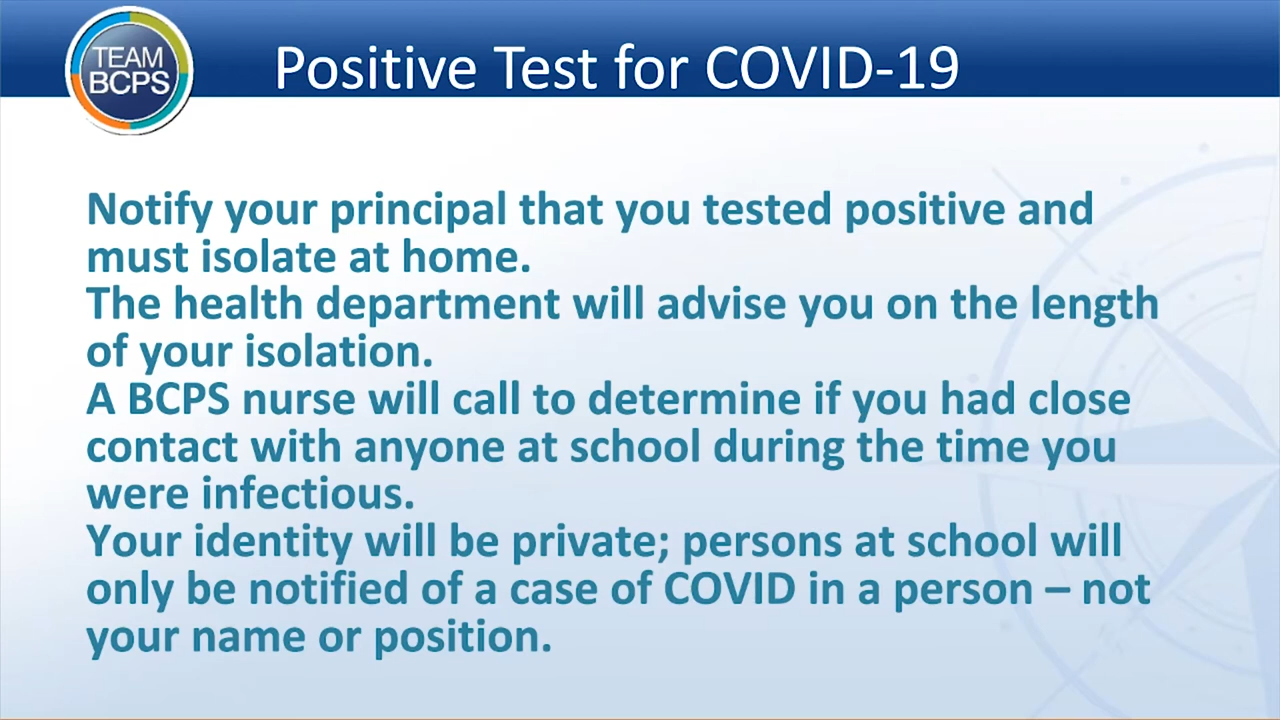 TEAM
BCPS
Positive Test for COVID-19
Notify your principal that you tested positive and
must isolate at home.
The health department will advise you on the length
of your isolation.
A BCPS nurse will call to determine if you had close
contact with anyone at school during the time you
were infectious.
Your identity will be private; persons at school will
only be notified of a case of COVID in a person – not
your name or position.